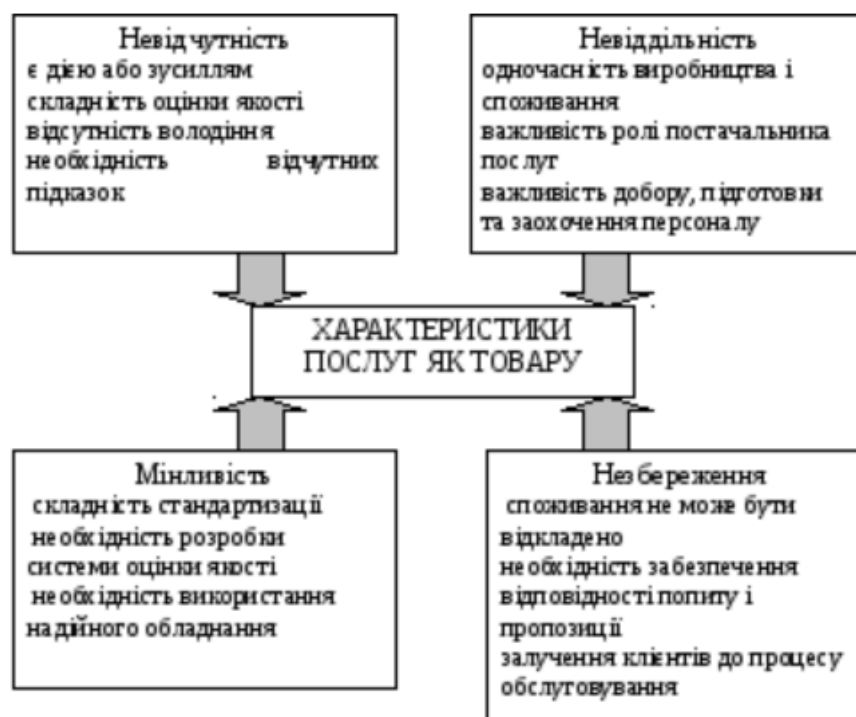 Невідчутність
є дією або зусиллям
складність оцінки якості
відсутність володіння
необхідність відчутних
підказок
Невіддільність
одночасність виробництва і
споживання
важливість ролі постачальника
послуг
важливість добору, підготовки
та заохочення персоналу
ХАРАКТЕРИСТИКИ
ПОСЛУГ ЯК ТОВАРУ
Мінливість
складність стандартизації
необхідність розробки
системи оцінки якості
необхідність використання
надійного обладнання
Незбереження
споживання не може бути
відкладено
необхідність забезпечення
відповідності попиту і
пропозиції
залучення клієнтів до процесу
обслуговування